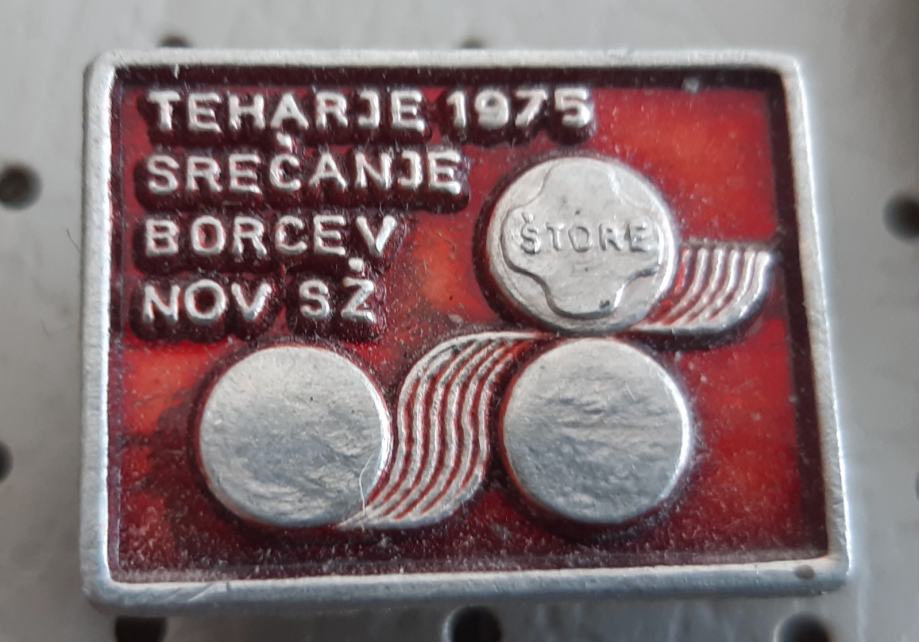 TEHARJE 1975
SREČANJE
BORCEV
NOV SŽ
ŠTORE